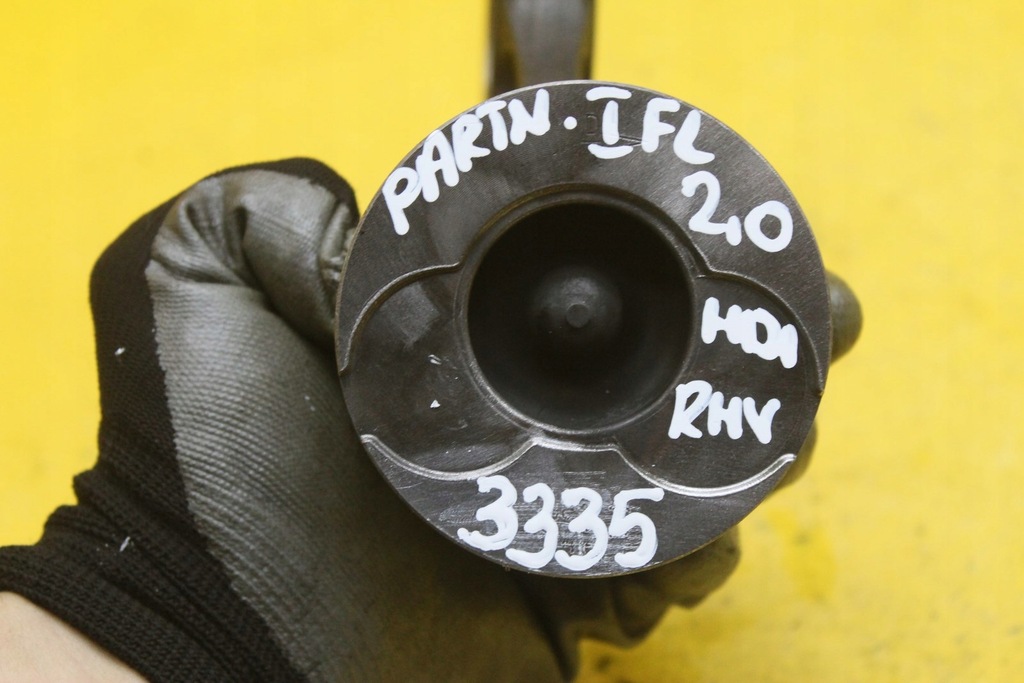 PARTN. I FL
2,0
HDI
RHV
3335